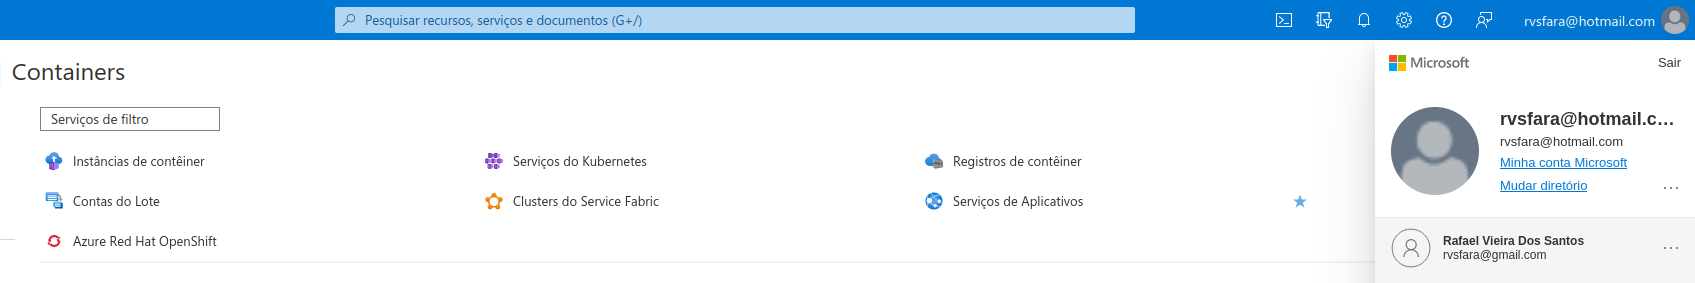 Pesquisar recursos, serviços e documentos (G+/)
rvsfara@hotmail.com
Containers
Serviços de filtro
Instâncias de contêiner
Serviços do Kubernetes
Registros de contêiner
Contas do Lote
Clusters do Service Fabric
Serviços de Aplicativos
Azure Red Hat OpenShift
Microsoft
Sair
rvsfara@hotmail.c...
rvsfara@hotmail.com
Minha conta Microsoft
Mudar diretório
Rafael Vieira Dos Santos
rvsfara@gmail.com